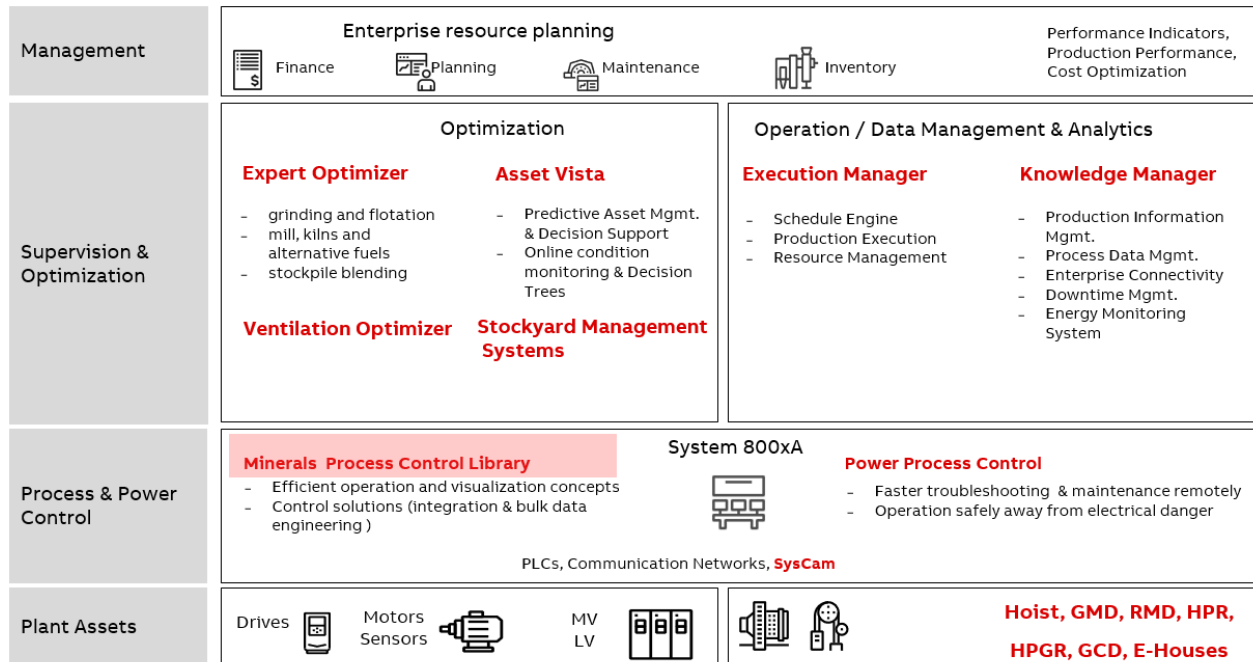 Management
Enterprise resource planning
Finance
Planning
Maintenance
Inventory
Performance Indicators,
Production Performance,
Cost Optimization
Supervision &
Optimization
Optimization
Expert Optimizer
- grinding and flotation
- mill, kilns and
alternative fuels
- stockpile blending
Asset Vista
- Predictive Asset Mgmt.
& Decision Support
- Online condition
monitoring & Decision
Trees
Ventilation Optimizer
Stockyard Management
Systems
Operation / Data Management & Analytics
Execution Manager
- Schedule Engine
- Production Execution
- Resource Management
Knowledge Manager
- Production Information
Mgmt.
- Process Data Mgmt.
- Enterprise Connectivity
- Downtime Mgmt.
- Energy Monitoring
System
Process & Power
Control
System 800xA
Minerals Process Control Library
- Efficient operation and visualization concepts
- Control solutions (integration & bulk data
engineering )
Power Process Control
- Faster troubleshooting & maintenance remotely
- Operation safely away from electrical danger
PLCs, Communication Networks, SysCam
Plant Assets
Drives
Motors
Sensors
MV
LV
Hoist, GMD, RMD, HPR,
HPGR, GCD, E-Houses